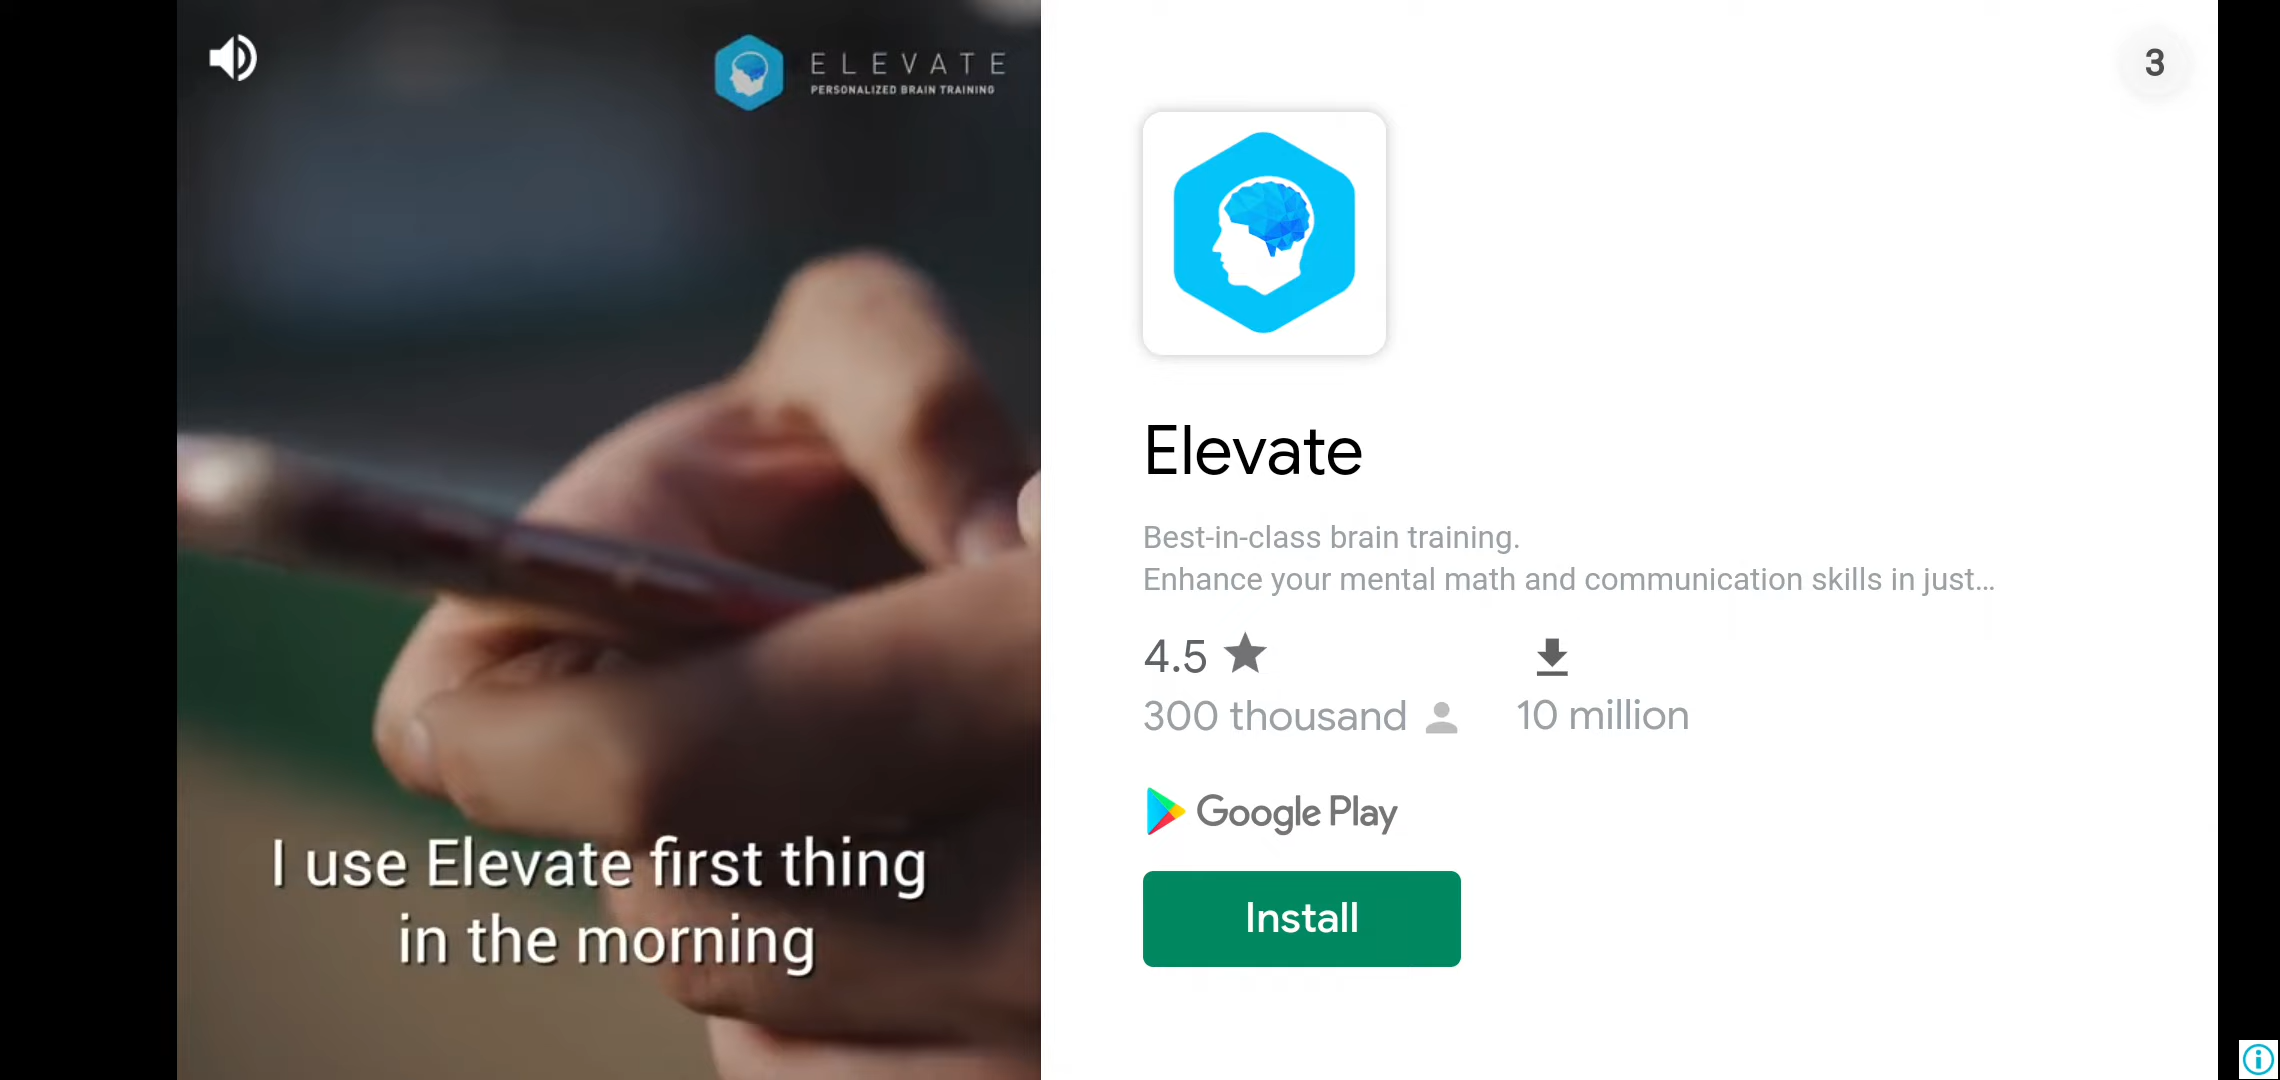 ELEVATE
PERSONALIZED BRAIN TRAINING
I use Elevate first thing
in the morning
3
Elevate
Best-in-class brain training.
Enhance your mental math and communication skills in just...
4.5
300 thousand
10 million
Google Play
Install